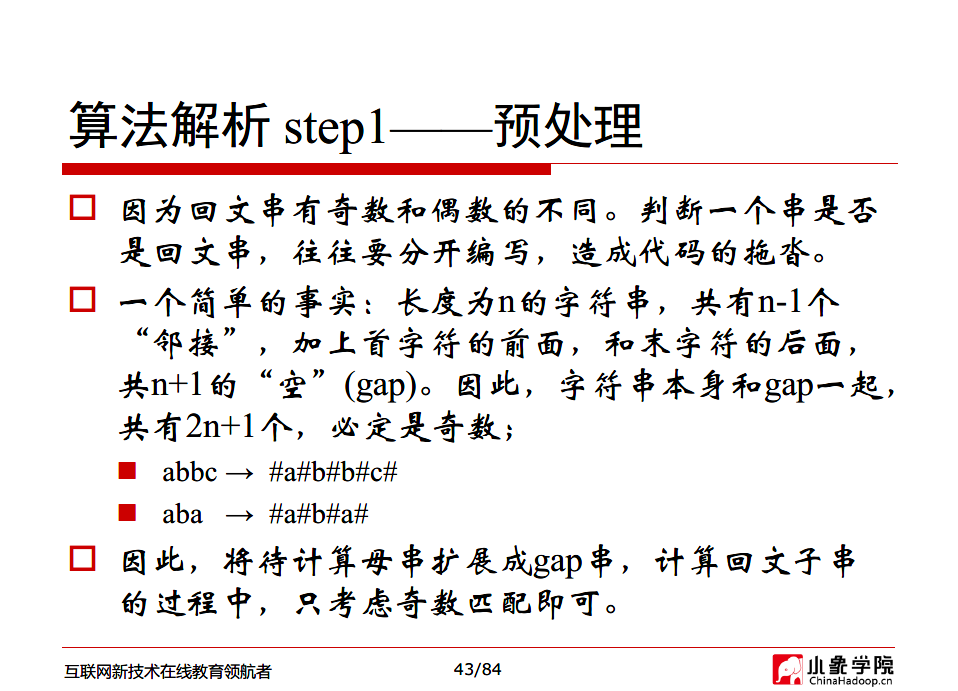 算法解析 step1——预处理
因为回文串有奇数和偶数的不同。判断一个串是否
是回文串，往往要分开编写，造成代码的拖沓。
一个简单的事实：长度为n的字符串，共有n-1个
“邻接”，加上首字符的前面，和末字符的后面，
共n+1的“空”(gap)。因此，字符串本身和gap一起，
共有2n+1个，必定是奇数；
abbc → #a#b#b#c#
aba → #a#b#a#
因此，将待计算母串扩展成gap串，计算回文子串
的过程中，只考虑奇数匹配即可。
互联网新技术在线教育领航者
43/84
小象学院
ChinaHadoop.cn